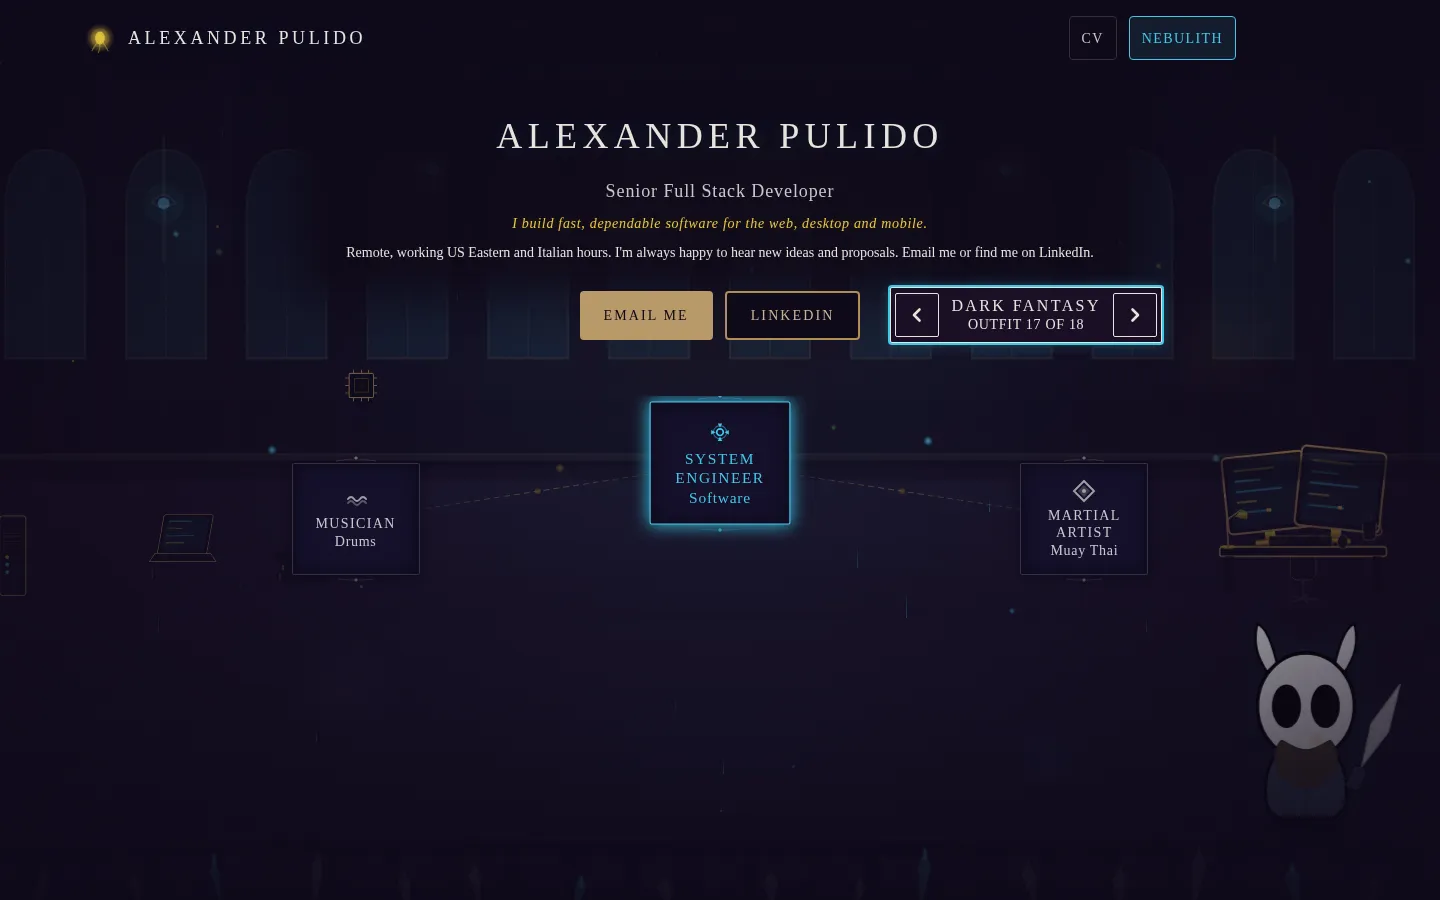 ALEXANDER PULIDO
CV
NEBULITH
ALEXANDER PULIDO
Senior Full Stack Developer
I build fast, dependable software for the web, desktop and mobile.
Remote, working US Eastern and Italian hours. I'm always happy to hear new ideas and proposals. Email me or find me on LinkedIn.
EMAIL ME
LINKEDIN
DARK FANTASY
OUTFIT 17 OF 18
SYSTEM
ENGINEER
Software
MUSICIAN
Drums
MARTIAL
ARTIST
Muay Thai